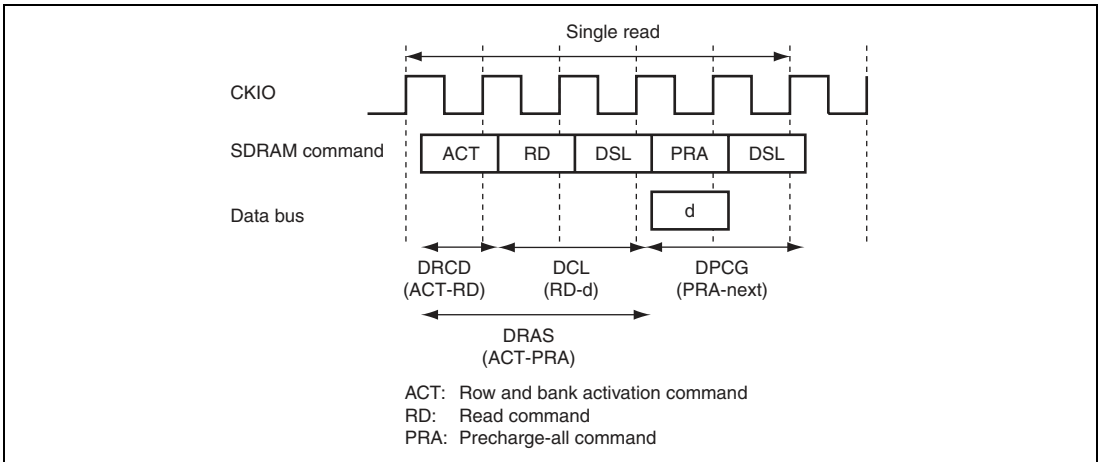 Single read
CKIO
SDRAM command ACT RD DSL PRA DSL
Data bus d
DRCD DCL DPCG
(ACT-RD) (RD-d) (PRA-next)
DRAS
(ACT-PRA)
ACT: Row and bank activation command
RD: Read command
PRA: Precharge-all command